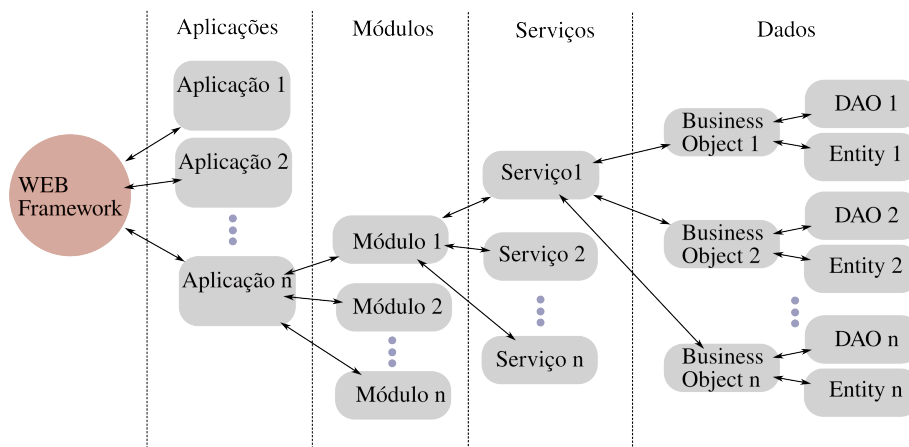 Aplicações
Módulos
Serviços
Dados
WEB
Framework
Aplicação 1
Aplicação 2
Aplicação n
Módulo 1
Módulo 2
Módulo n
Serviço1
Serviço 2
Serviço n
Business
Object 1
DAO 1
Entity 1
Business
Object 2
DAO 2
Entity 2
Business
Object n
DAO n
Entity n